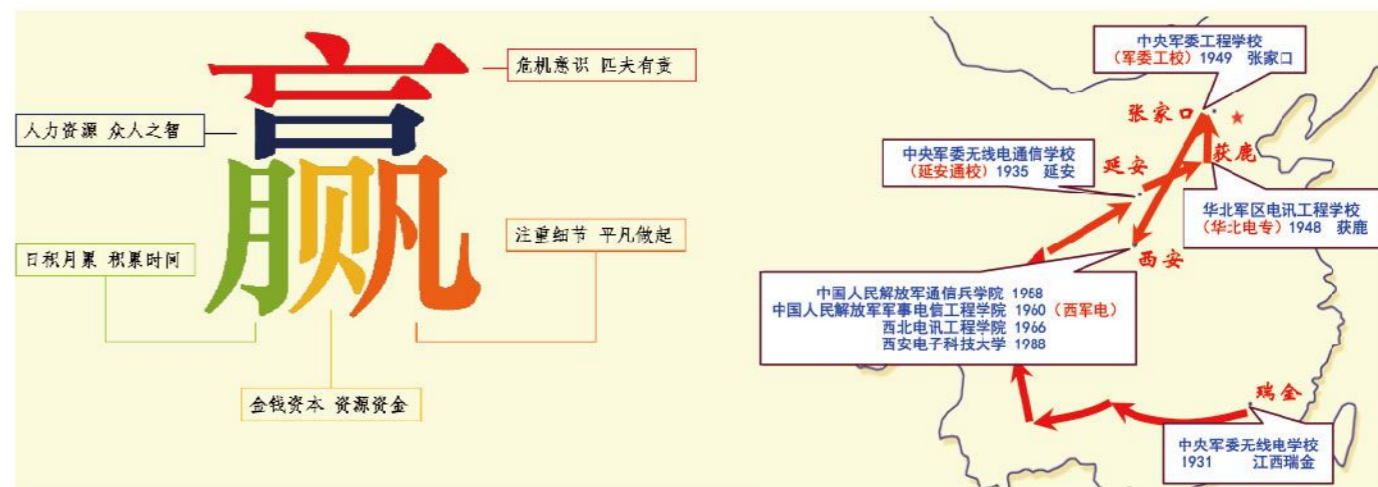 赢
危机意识 匹夫有责
人力资源 众人之智
日积月累 积累时间
注重细节 平凡做起
金钱资本 资源资金
中央军委工程学校
(军委工校) 1949 张家口
张家口
中央军委无线电通信学校
(延安通校) 1935 延安
延安
获鹿
华北军区电讯工程学校
(华北电专) 1948 获鹿
西安
中国人民解放军通信兵学院 1958
中国人民解放军军事电信工程学院 1960 (西军电)
西北电讯工程学院 1966
西安电子科技大学 1988
瑞金
中央军委无线电学校
1931 江西瑞金